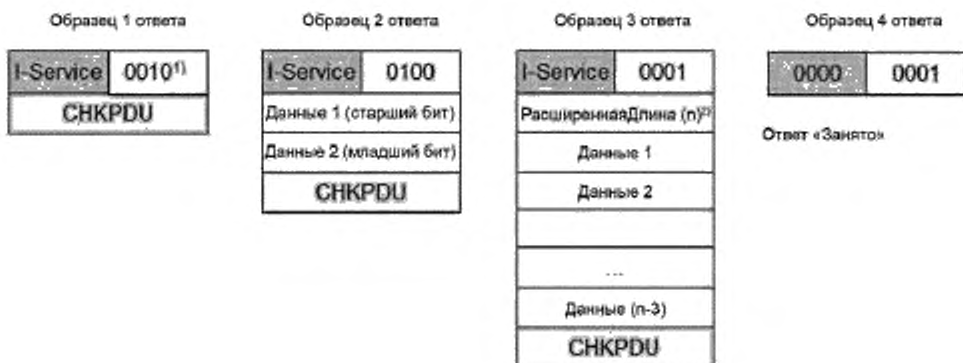 Образец 1 ответа
I-Service 0010¹⁾
CHKPDU
Образец 2 ответа
I-Service 0100
Данные 1 (старший бит)
Данные 2 (младший бит)
CHKPDU
Образец 3 ответа
I-Service 0001
РасширеннаяДлина (n)²⁾
Данные 1
Данные 2
...
Данные (n-3)
CHKPDU
Образец 4 ответа
0000 0001
Ответ «Занято»